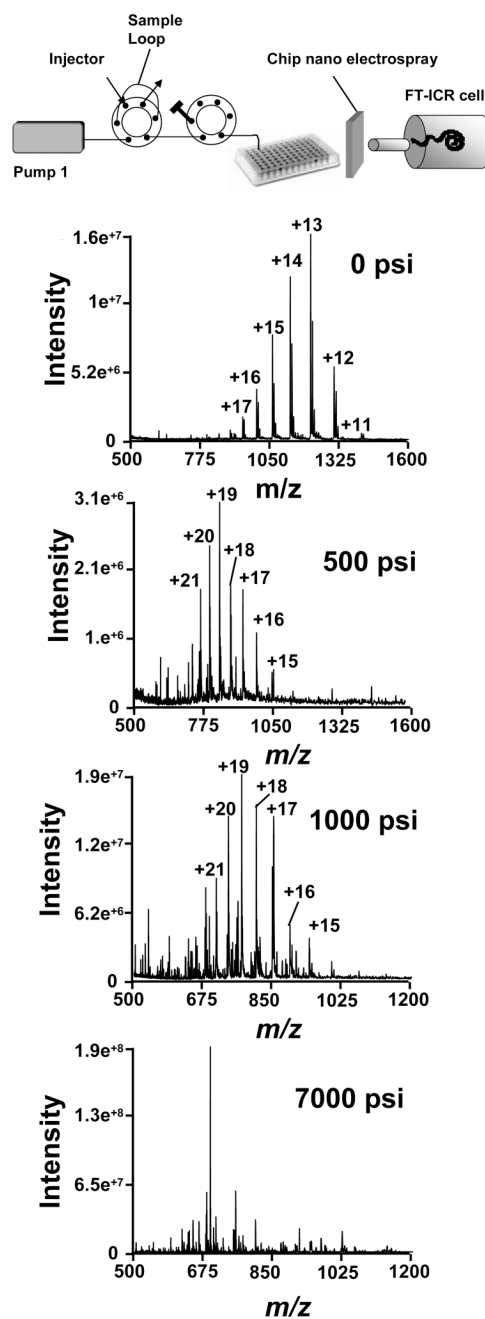 Sample
Loop
Injector
Chip nano electrospray
FT-ICR cell
Pump 1
0 psi
Intensity
1.6e+7
1e+7
5.2e+6
0
+17
+16
+15
+14
+13
+12
+11
500 775 1050 1325 1600
m/z
500 psi
Intensity
3.1e+6
2.1e+6
1.e+6
0
+21
+20
+19
+18
+17
+16
+15
500 775 1050 1325 1600
m/z
1000 psi
Intensity
1.9e+7
1.2e+7
6.2e+6
0
+21
+20
+19
+18
+17
+16
+15
500 675 850 1025 1200
m/z
7000 psi
Intensity
1.9e+8
1.3e+8
6.5e+7
0
500 675 850 1025 1200
m/z